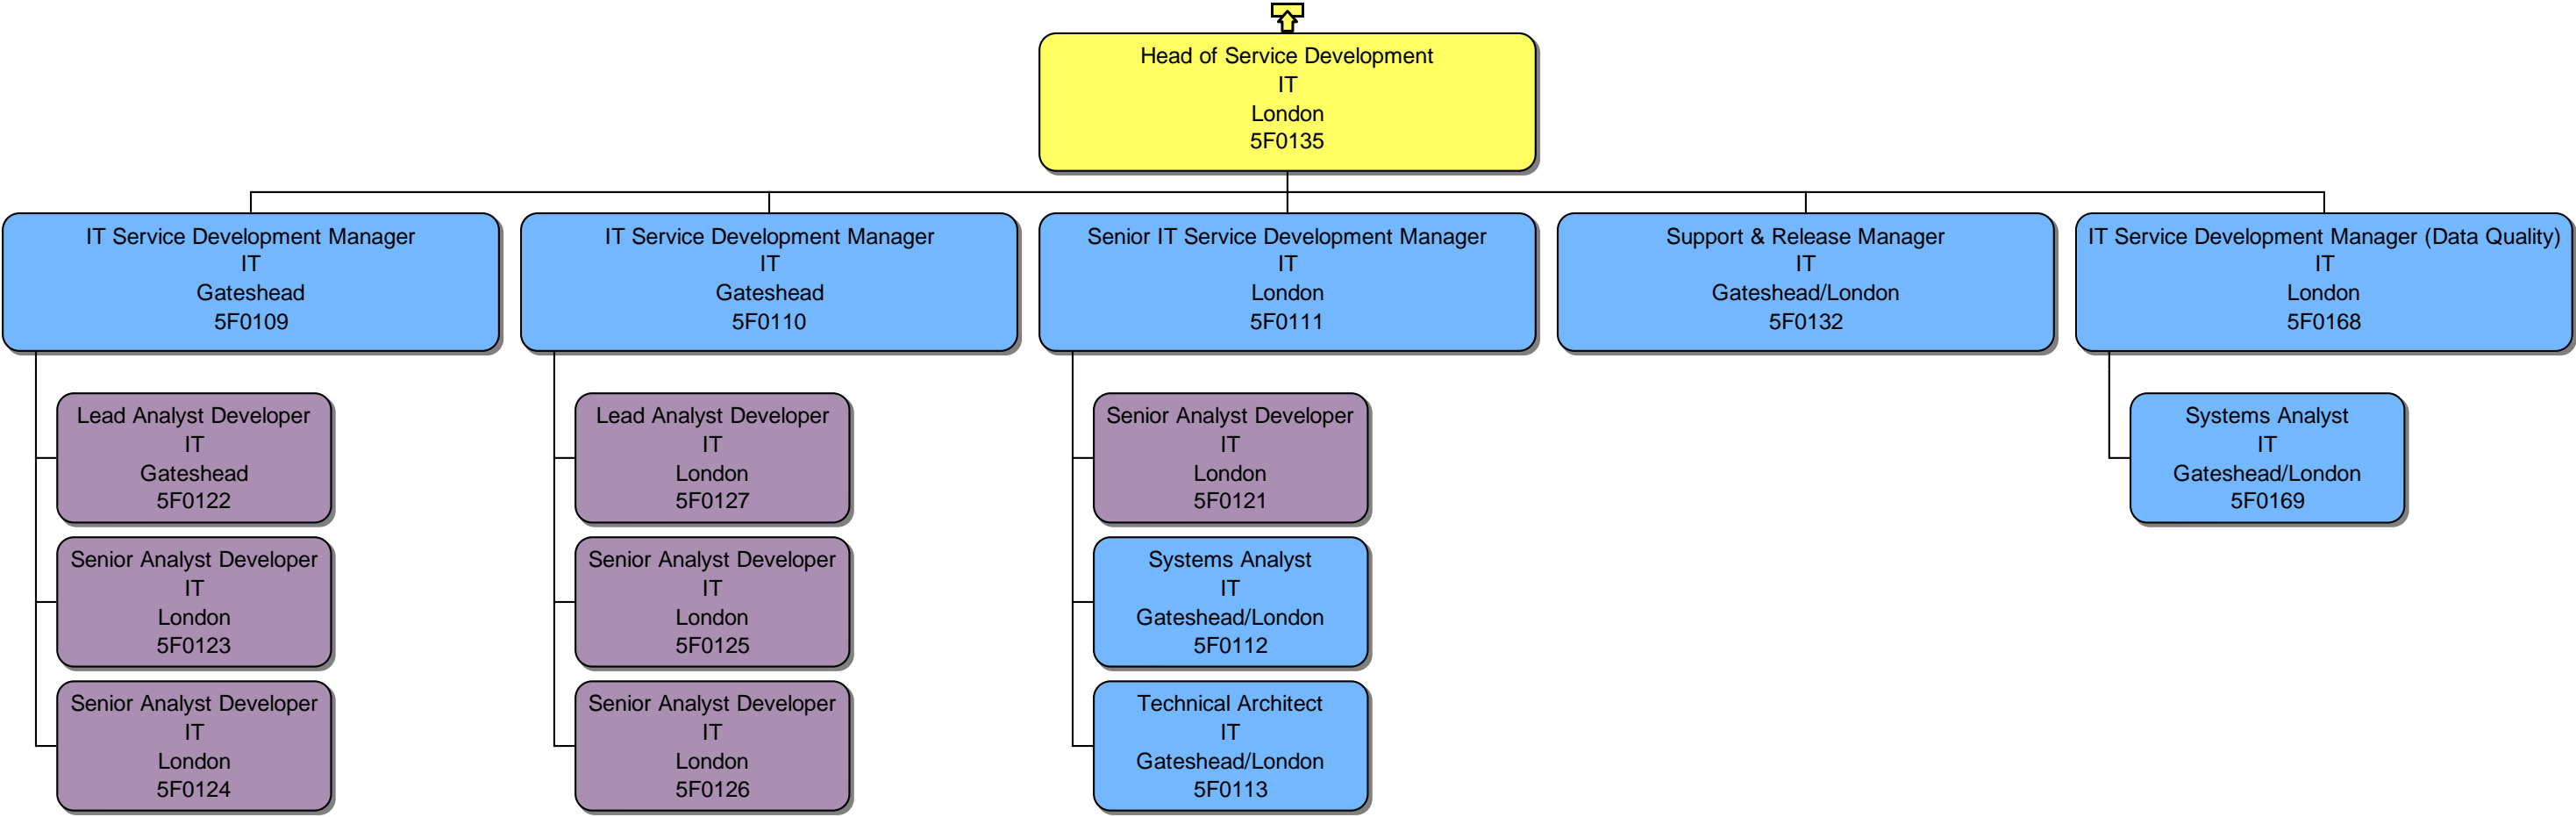 Head of Service Development
IT
London
5F0135
IT Service Development Manager
IT
Gateshead
5F0109
IT Service Development Manager
IT
Gateshead
5F0110
Senior IT Service Development Manager
IT
London
5F0111
Support & Release Manager
IT
Gateshead/London
5F0132
IT Service Development Manager (Data Quality)
IT
London
5F0168
Lead Analyst Developer
IT
Gateshead
5F0122
Senior Analyst Developer
IT
London
5F0123
Senior Analyst Developer
IT
London
5F0124
Lead Analyst Developer
IT
London
5F0127
Senior Analyst Developer
IT
London
5F0125
Senior Analyst Developer
IT
London
5F0126
Senior Analyst Developer
IT
London
5F0121
Systems Analyst
IT
Gateshead/London
5F0112
Technical Architect
IT
Gateshead/London
5F0113
Systems Analyst
IT
Gateshead/London
5F0169